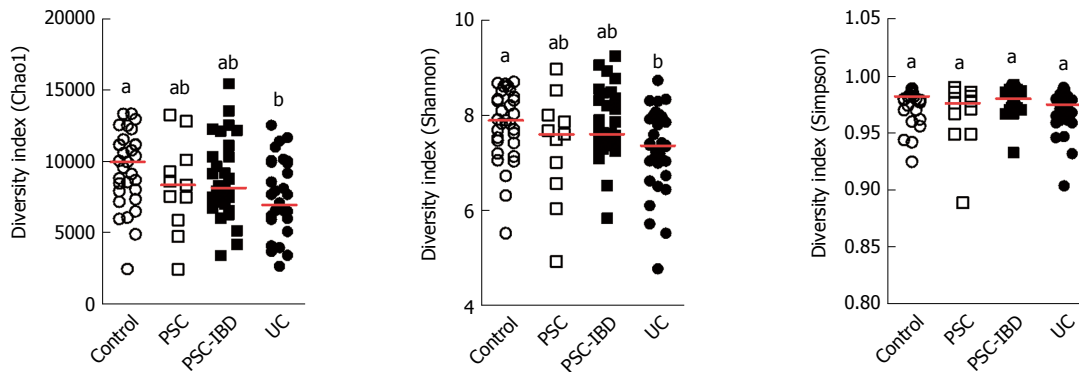 Diversity index (Chao1)
20000
15000
10000
5000
0
a
ab
ab
b
Control
PSC
PSC-IBD
UC
Diversity index (Shannon)
10
8
6
4
a
ab
ab
b
Control
PSC
PSC-IBD
UC
Diversity index (Simpson)
1.05
1.00
0.95
0.90
0.85
0.80
a
a
a
a
Control
PSC
PSC-IBD
UC